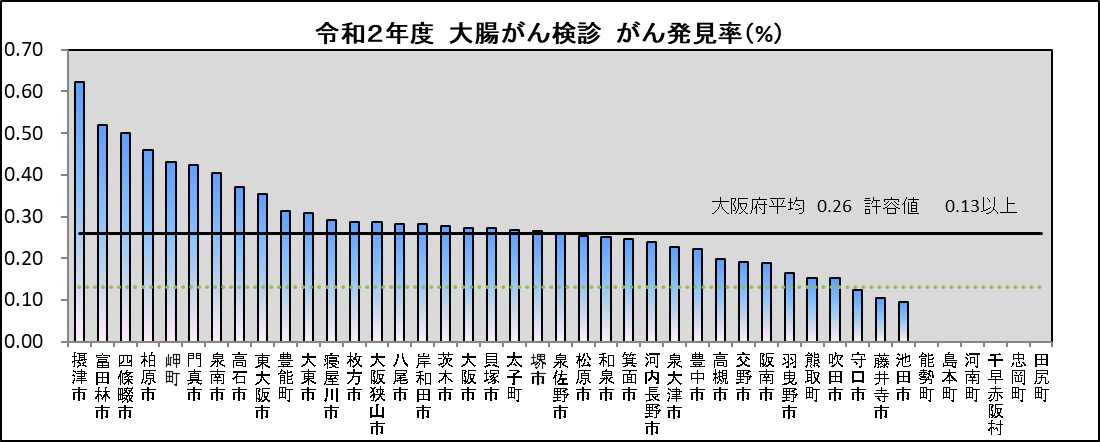 令和2年度 大腸がん検診 がん発見率(%)
0.70
0.60
0.50
0.40
0.30
0.20
0.10
0.00
大阪府平均 0.26 許容値 0.13以上
摂津市
富田林市
四條畷市
柏原市
岬町
門真市
泉南市
高石市
東大阪市
豊能町
大東市
寝屋川市
枚方市
大阪狭山市
八尾市
岸和田市
茨木市
大阪市
貝塚市
太子町
堺市
泉佐野市
松原市
和泉市
箕面市
河内長野市
泉大津市
豊中市
高槻市
交野市
阪南市
羽曳野市
熊取町
吹田市
守口市
藤井寺市
池田市
能勢町
島本町
河南町
千早赤阪村
忠岡町
田尻町